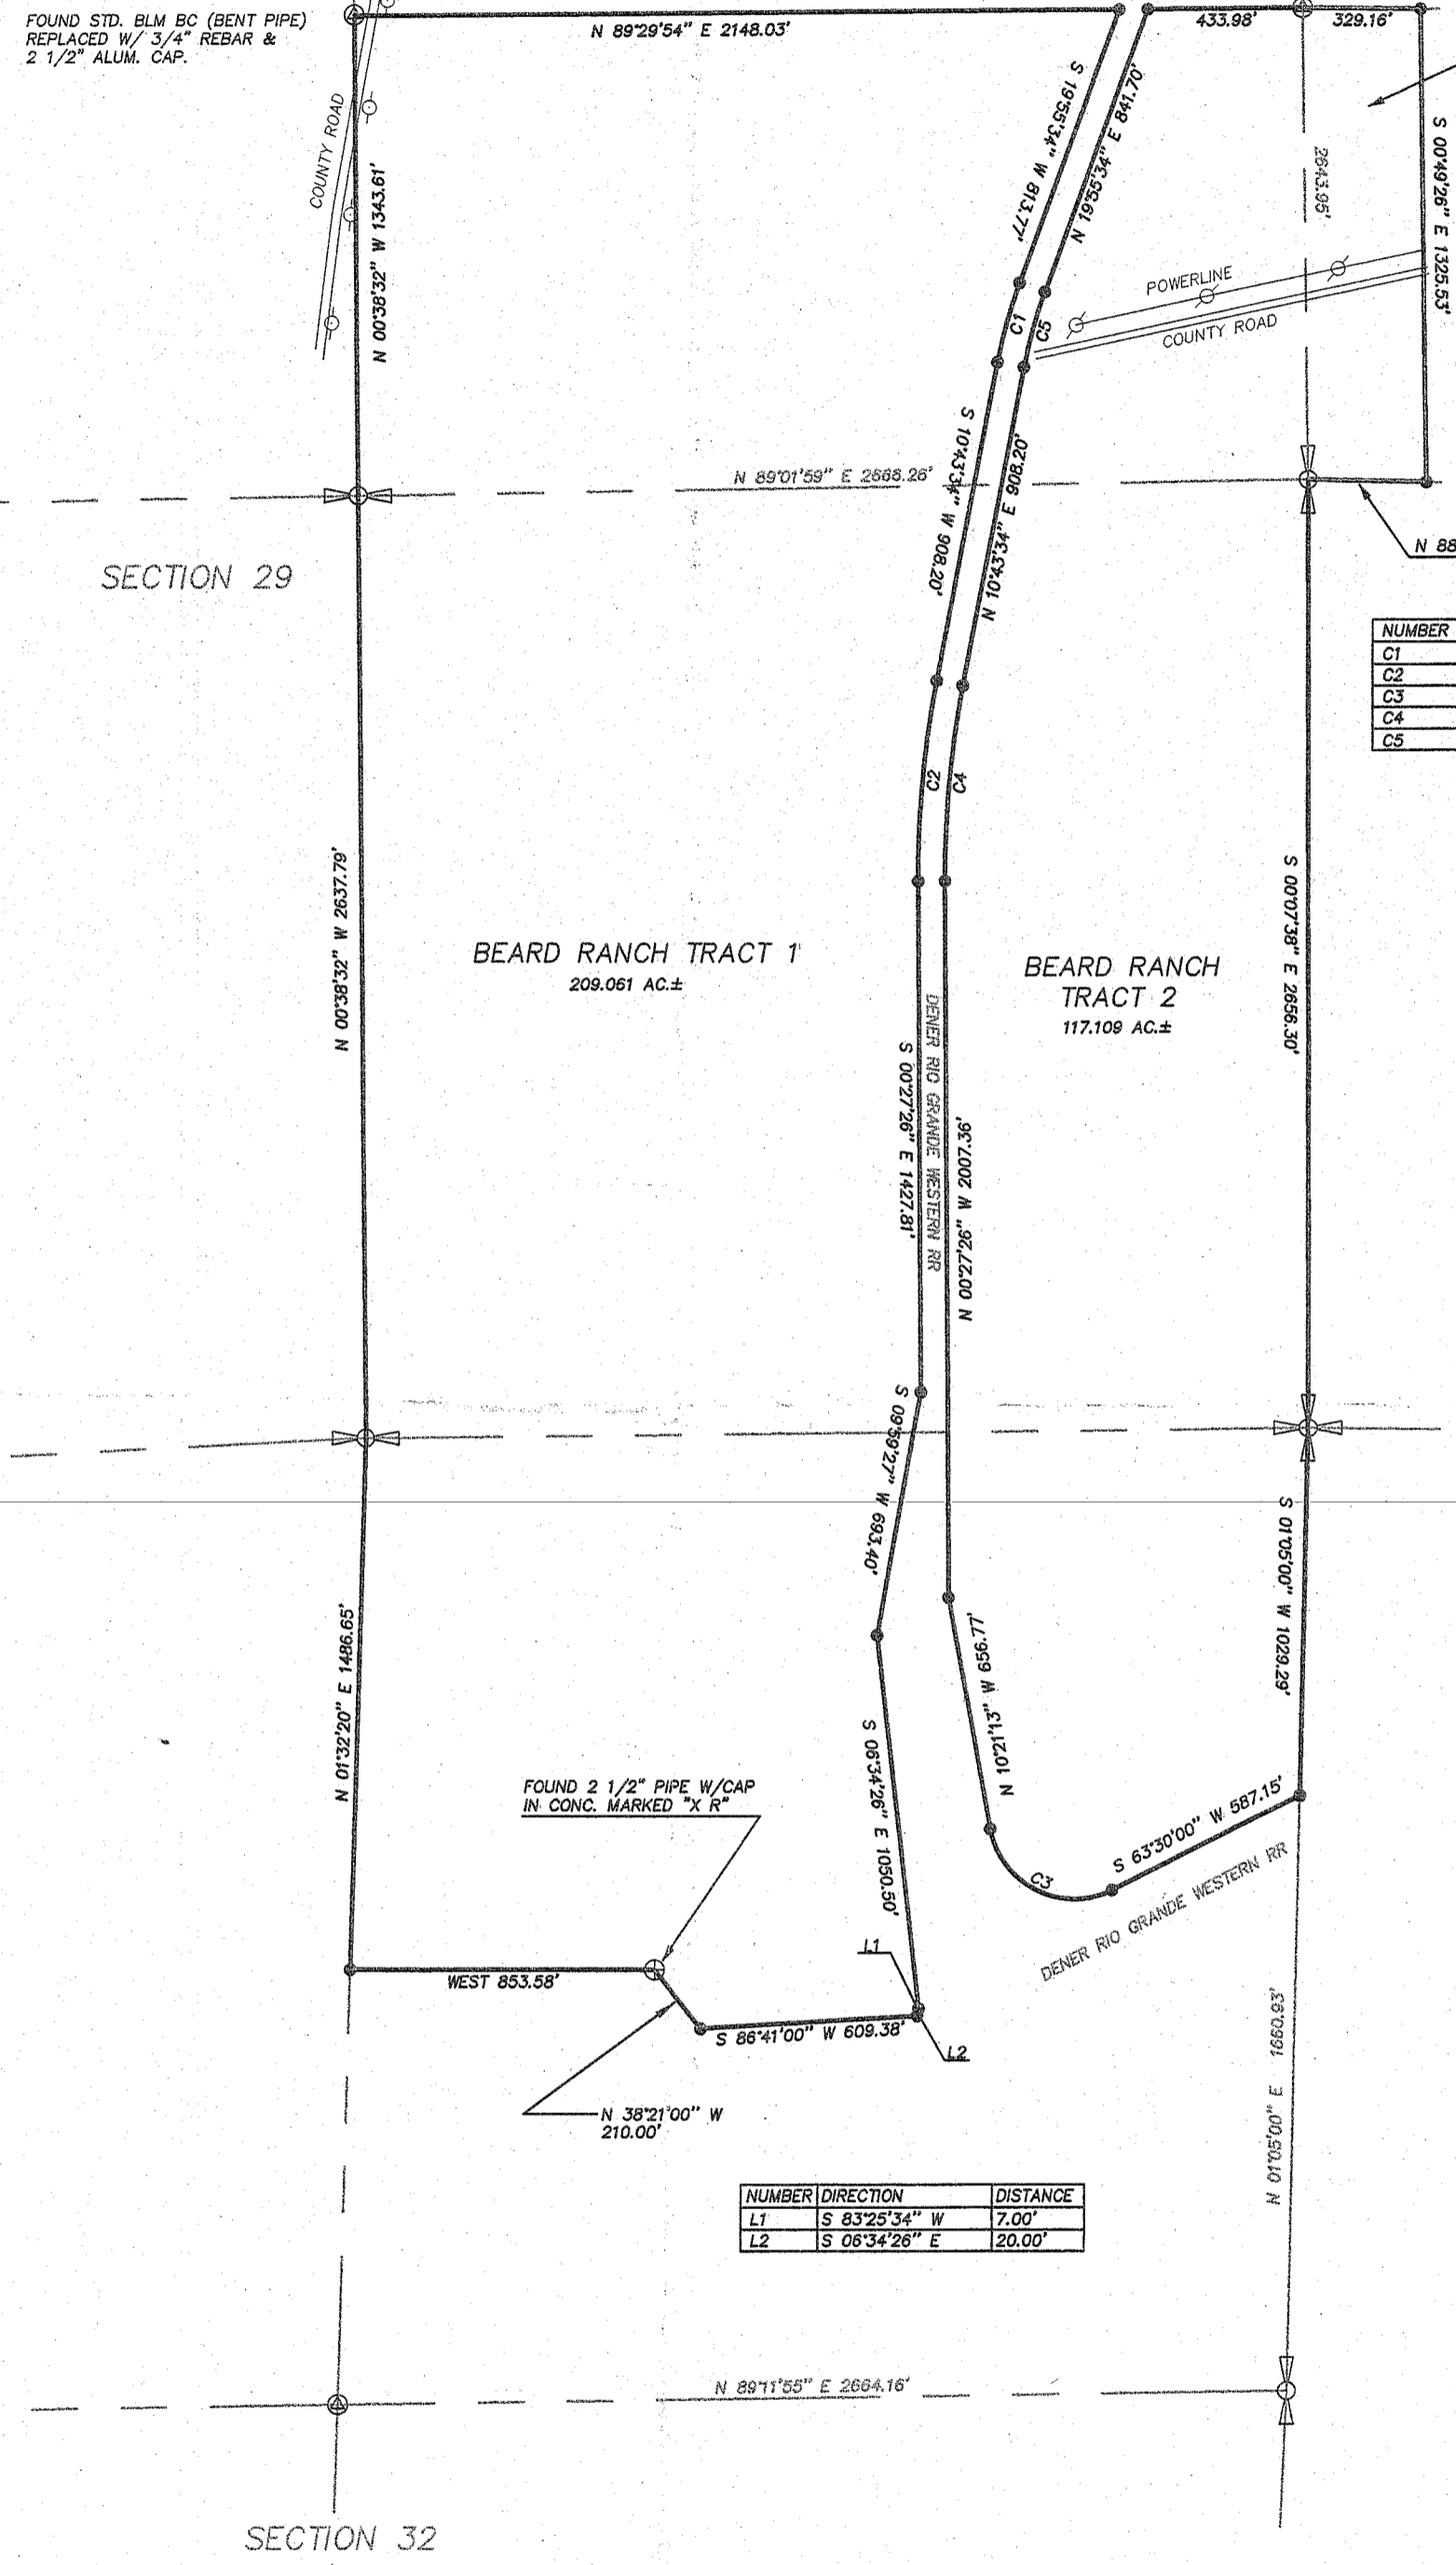 FOUND STD. BLM BC (BENT PIPE)
REPLACED W/ 3/4" REBAR &
2 1/2" ALUM. CAP.
N 89°29'54" E 2148.03'
433.98'
329.16'
COUNTY ROAD
N 00°38'32" W 1343.61'
S 19°55'34" W 813.77'
N 19°55'34" E 841.70'
2643.95'
S 00°49'26" E 1325.53'
POWERLINE
COUNTY ROAD
C1
C5
N 89°01'59" E 2668.26'
S 10°43'34" W 908.20'
N 10°43'34" E 908.20'
N 88
SECTION 29
NUMBER
C1
C2
C3
C4
C5
C2
C4
N 00°38'32" W 2637.79'
BEARD RANCH TRACT 1
209.061 AC.±
BEARD RANCH
TRACT 2
117.109 AC.±
S 00°07'38" E 2656.30'
DENER RIO GRANDE WESTERN RR
S 00°27'26" E 1427.81'
N 00°27'26" W 2007.36'
S 09°59'27" W 693.40'
S 01°05'00" W 1029.29'
N 01°32'20" E 1486.65'
N 10°21'13" W 656.77'
S 06°34'26" E 1050.50'
FOUND 2 1/2" PIPE W/CAP
IN CONC. MARKED "X R"
S 63°30'00" W 587.15'
C3
DENER RIO GRANDE WESTERN RR
L1
WEST 853.58'
S 86°41'00" W 609.38'
L2
N 38°21'00" W
210.00'
N 01°05'00" E 1660.93'
NUMBER DIRECTION DISTANCE
L1 S 83°25'34" W 7.00'
L2 S 06°34'26" E 20.00'
N 89°11'55" E 2664.16'
SECTION 32